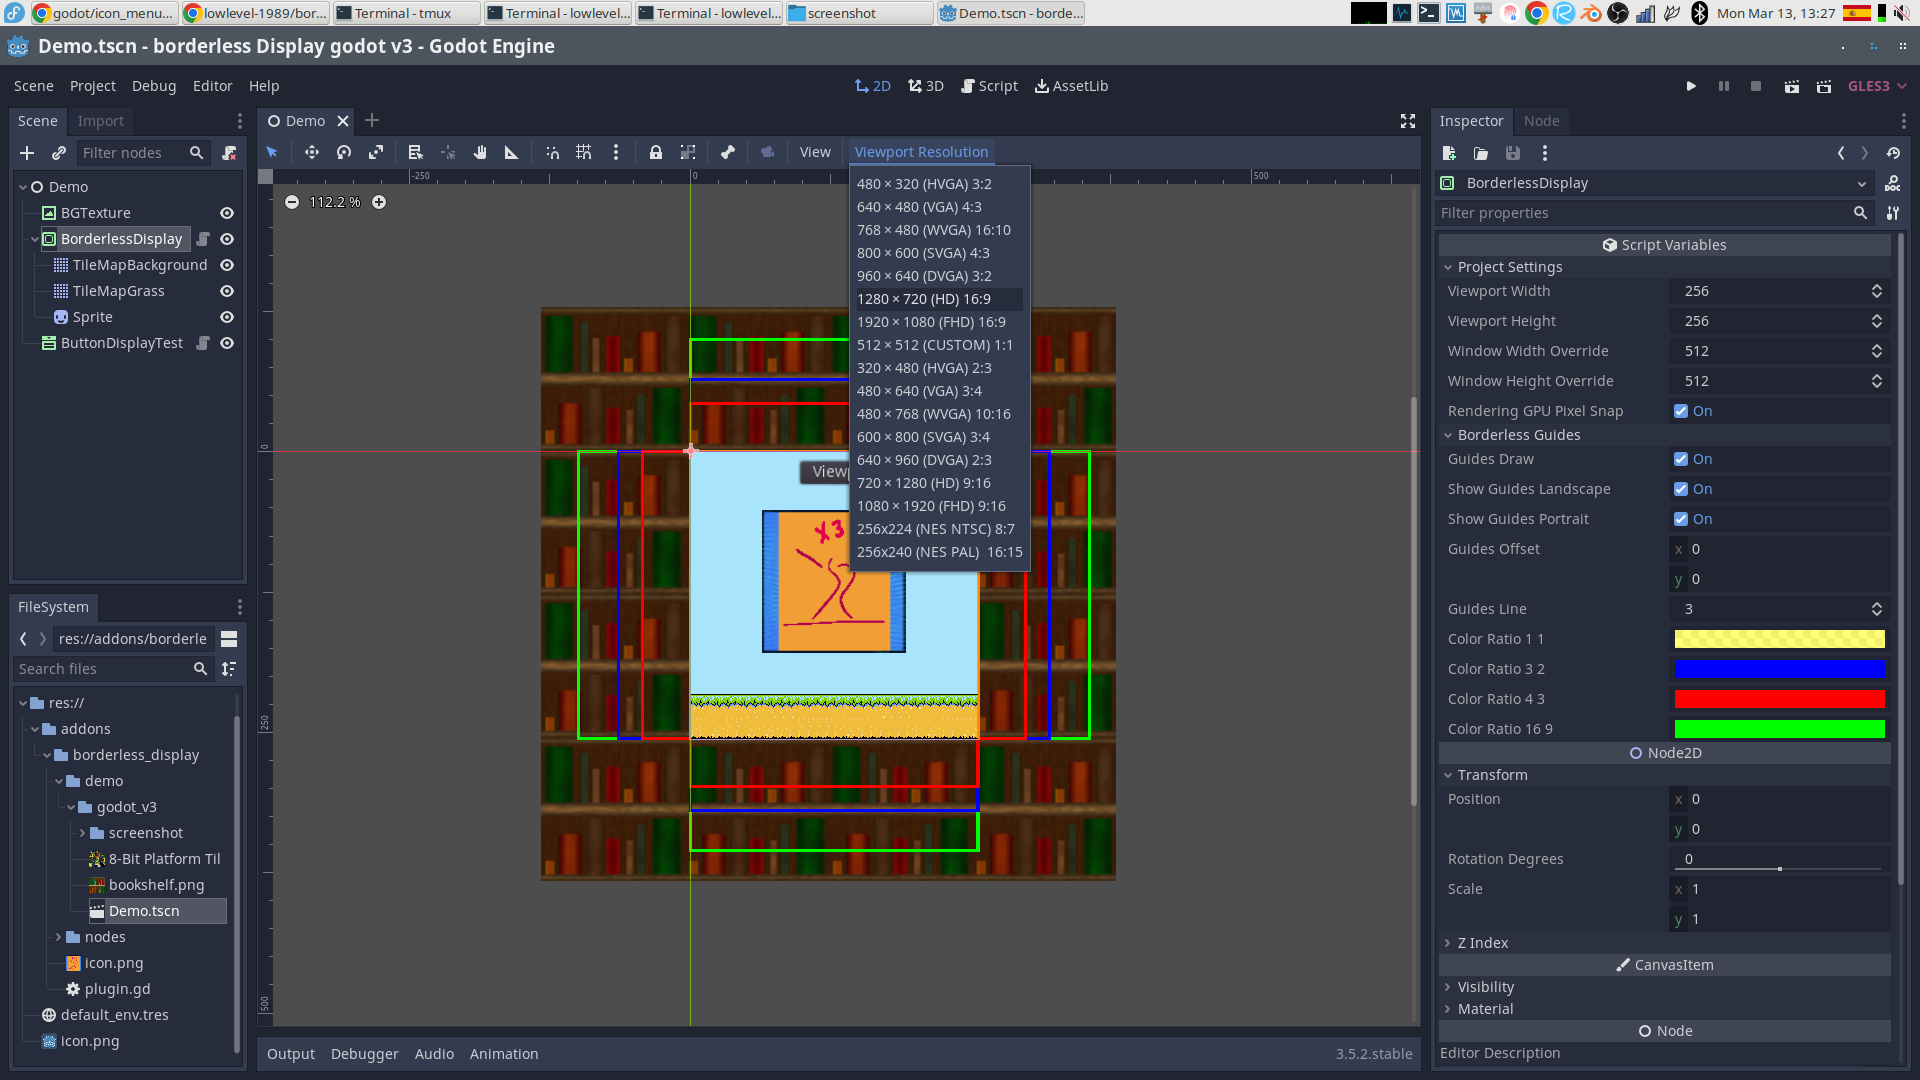 godot/icon_menu...
lowlevel-1989/bor...
Terminal - tmux
Terminal - lowlevel...
Terminal - lowlevel...
screenshot
Demo.tscn - borde...
Mon Mar 13, 13:27
Demo.tscn - borderless Display godot v3 - Godot Engine
Scene Project Debug Editor Help
2D 3D Script AssetLib
GLES3
Scene Import
Filter nodes
Demo
BGTexture
BorderlessDisplay
TileMapBackground
TileMapGrass
Sprite
ButtonDisplayTest
FileSystem
res://addons/borderle
Search files
res://
addons
borderless_display
demo
godot_v3
screenshot
8-Bit Platform Til
bookshelf.png
Demo.tscn
nodes
icon.png
plugin.gd
default_env.tres
icon.png
Demo
View Viewport Resolution
-250 0 500
112.2 %
0
250
500
480 × 320 (HVGA) 3:2
640 × 480 (VGA) 4:3
768 × 480 (WVGA) 16:10
800 × 600 (SVGA) 4:3
960 × 640 (DVGA) 3:2
1280 × 720 (HD) 16:9
1920 × 1080 (FHD) 16:9
512 × 512 (CUSTOM) 1:1
320 × 480 (HVGA) 2:3
480 × 640 (VGA) 3:4
480 × 768 (WVGA) 10:16
600 × 800 (SVGA) 3:4
640 × 960 (DVGA) 2:3
720 × 1280 (HD) 9:16
1080 × 1920 (FHD) 9:16
256x224 (NES NTSC) 8:7
256x240 (NES PAL) 16:15
View
X3
Output Debugger Audio Animation
3.5.2.stable
Inspector Node
BorderlessDisplay
Filter properties
Script Variables
Project Settings
Viewport Width 256
Viewport Height 256
Window Width Override 512
Window Height Override 512
Rendering GPU Pixel Snap On
Borderless Guides
Guides Draw On
Show Guides Landscape On
Show Guides Portrait On
Guides Offset x 0
y 0
Guides Line 3
Color Ratio 1 1
Color Ratio 3 2
Color Ratio 4 3
Color Ratio 16 9
Node2D
Transform
Position x 0
y 0
Rotation Degrees 0
Scale x 1
y 1
Z Index
CanvasItem
Visibility
Material
Node
Editor Description